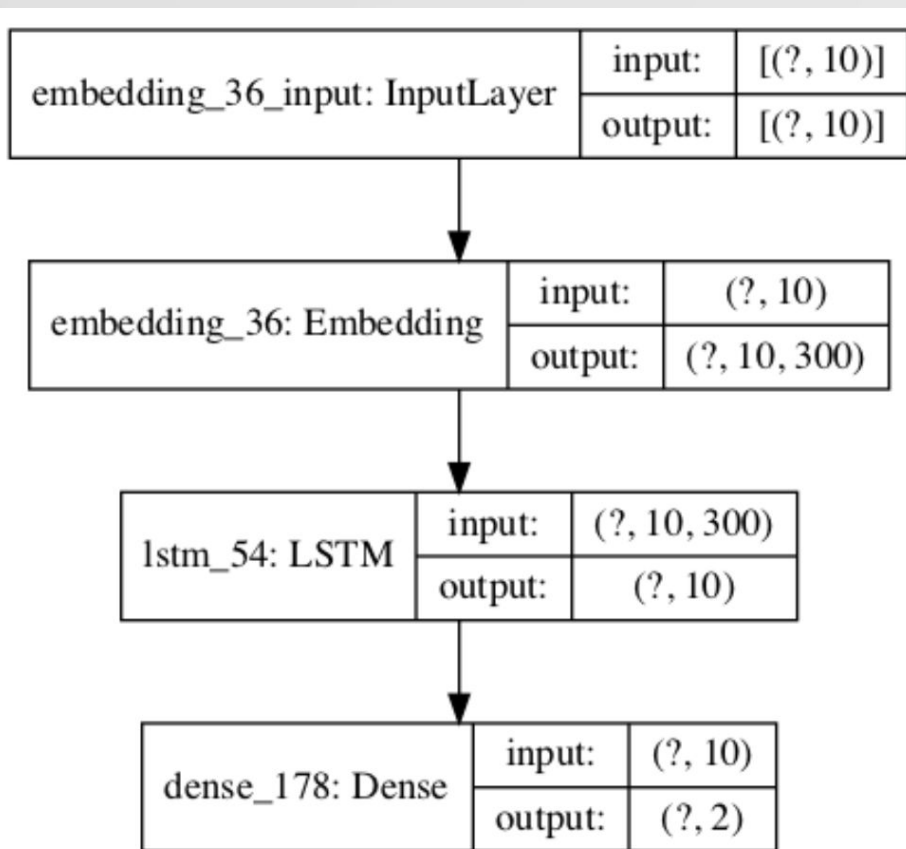 embedding_36_input: InputLayer
input: [(?, 10)]
output: [(?, 10)]
embedding_36: Embedding
input: (?, 10)
output: (?, 10, 300)
lstm_54: LSTM
input: (?, 10, 300)
output: (?, 10)
dense_178: Dense
input: (?, 10)
output: (?, 2)